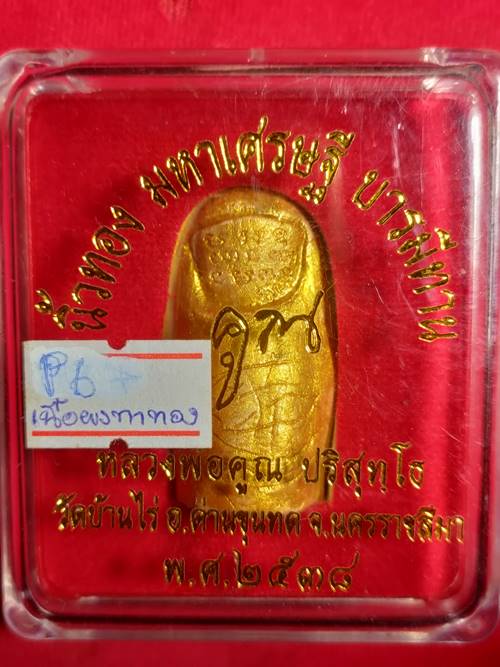 นิ้วทอง มหาเศรษฐี บารมีทาน
คูณ
P6
เนื้อผงทาทอง
หลวงพ่อคูณ ปริสุทฺโธ
วัดบ้านไร่ อ.ด่านขุนทด จ.นครราชสีมา
พ.ศ.๒๕๓๘